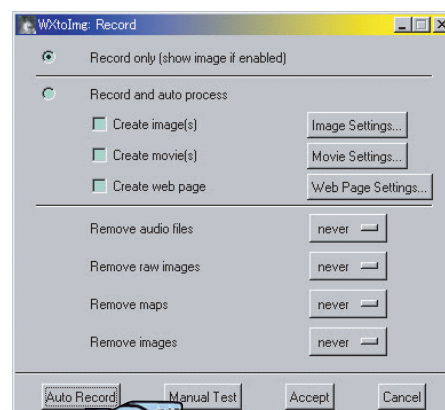 WXtoImg: Record
Record only (show image if enabled)
Record and auto process
Create image(s)
Image Settings...
Create movie(s)
Movie Settings...
Create web page
Web Page Settings...
Remove audio files
never
Remove raw images
never
Remove maps
never
Remove images
never
Auto Record
Manual Test
Accept
Cancel